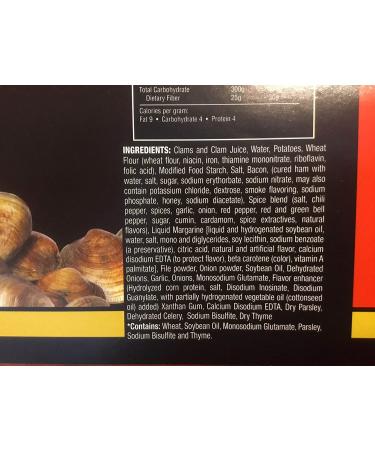 Total Carbohydrate 300g
Dietary Fiber 25g 30g
Calories per gram:
Fat 9 • Carbohydrate 4 • Protein 4
INGREDIENTS: Clams and Clam Juice, Water, Potatoes, Wheat
Flour (wheat flour, niacin, iron, thiamine mononitrate, riboflavin,
folic acid), Modified Food Starch, Salt, Bacon, (cured ham with
water, salt, sugar, sodium erythorbate, sodium nitrate, may also
contain potassium chloride, dextrose, smoke flavoring, sodium
phosphate, honey, sodium diacetate). Spice blend (salt, chili
pepper, spices, garlic, onion, red pepper, red and green bell
pepper, sugar, cumin, cardamom, spice extractives, natural
flavors), Liquid Margarine [liquid and hydrogenated soybean oil,
water, salt, mono and diglycerides, soy lecithin, sodium benzoate
(a preservative), citric acid, natural and artificial flavor, calcium
disodium EDTA (to protect flavor), beta carotene (color), vitamin A
palmitate], File powder, Onion powder, Soybean Oil, Dehydrated
Onions, Garlic, Onions, Monosodium Glutamate, Flavor enhancer
(Hydrolyzed corn protein, salt, Disodium Inosinate, Disodium
Guanylate, with partially hydrogenated vegetable oil (cottonseed
oil) added) Xanthan Gum, Calcium Disodium EDTA, Dry Parsley,
Dehydrated Celery, Sodium Bisulfite, Dry Thyme
*Contains: Wheat, Soybean Oil, Monosodium Glutamate, Parsley,
Sodium Bisulfite and Thyme.